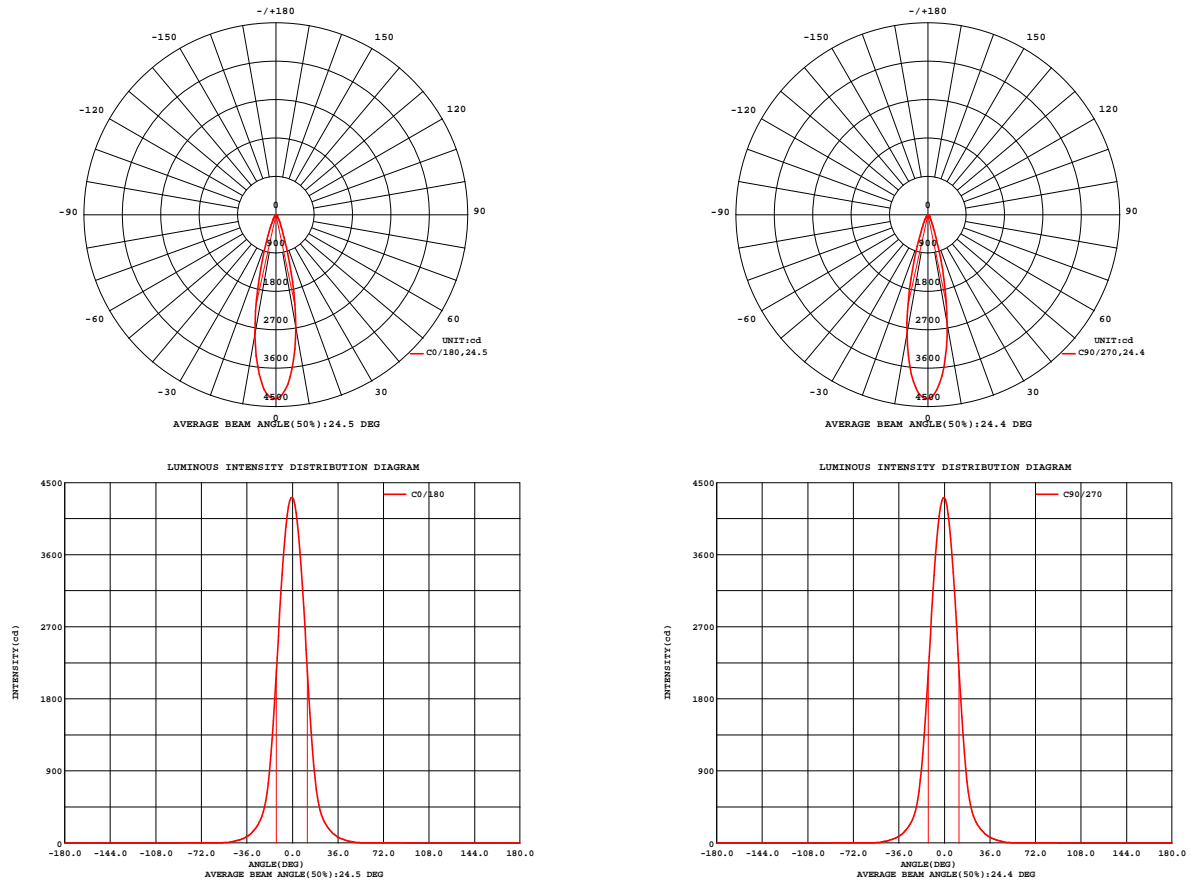 -/+180
-150
150
-120
120
-90
90
-60
60
-30
30
0
0
900
1800
2700
3600
4500
UNIT:cd
C0/180,24.5
AVERAGE BEAM ANGLE(50%):24.5 DEG
-/+180
-150
150
-120
120
-90
90
-60
60
-30
30
0
0
900
1800
2700
3600
4500
UNIT:cd
C90/270,24.4
AVERAGE BEAM ANGLE(50%):24.4 DEG
LUMINOUS INTENSITY DISTRIBUTION DIAGRAM
C0/180
INTENSITY(cd)
4500
3600
2700
1800
900
0
-180.0 -144.0 -108.0 -72.0 -36.0 0.0 36.0 72.0 108.0 144.0 180.0
ANGLE(DEG)
AVERAGE BEAM ANGLE(50%):24.5 DEG
LUMINOUS INTENSITY DISTRIBUTION DIAGRAM
C90/270
INTENSITY(cd)
4500
3600
2700
1800
900
0
-180.0 -144.0 -108.0 -72.0 -36.0 0.0 36.0 72.0 108.0 144.0 180.0
ANGLE(DEG)
AVERAGE BEAM ANGLE(50%):24.4 DEG